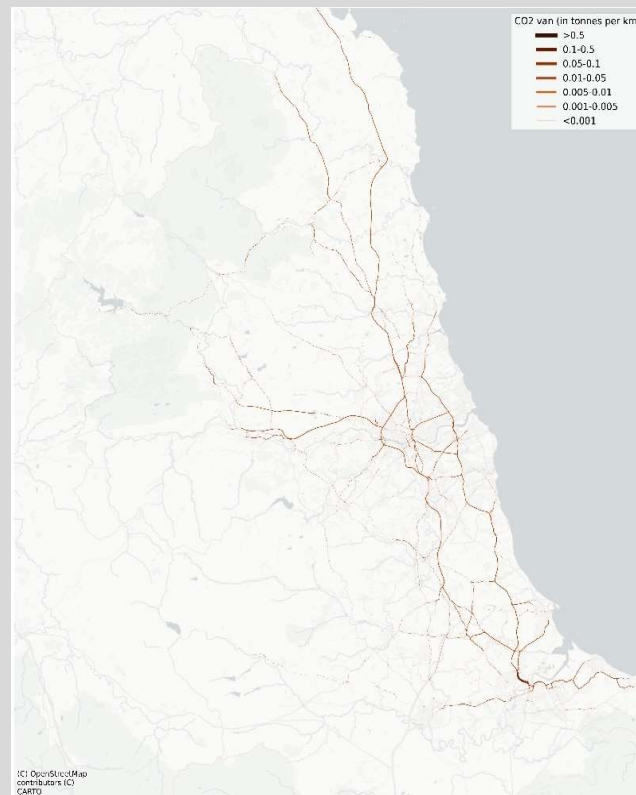 CO2 van (in tonnes per km
>0.5
0.1-0.5
0.05-0.1
0.01-0.05
0.005-0.01
0.001-0.005
<0.001
(C) OpenStreetMap
contributors (C)
CARTO